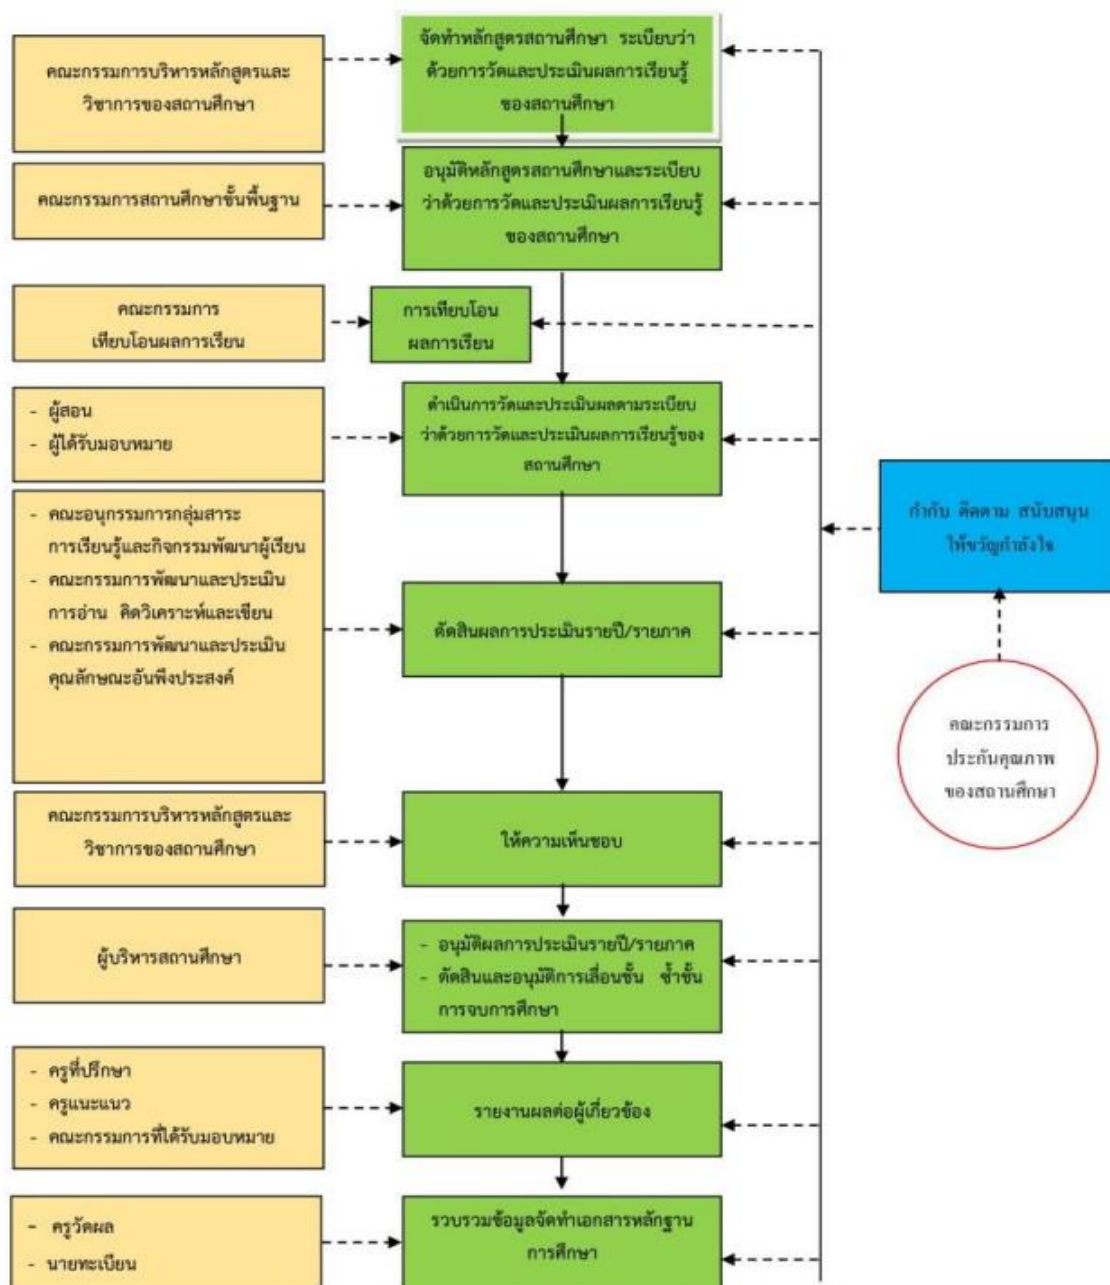 คณะกรรมการบริหารหลักสูตรและ
วิชาการของสถานศึกษา
จัดทำหลักสูตรสถานศึกษา ระเบียบว่า
ด้วยการวัดและประเมินผลการเรียนรู้
ของสถานศึกษา
คณะกรรมการสถานศึกษาขั้นพื้นฐาน
อนุมัติหลักสูตรสถานศึกษาและระเบียบ
ว่าด้วยการวัดและประเมินผลการเรียนรู้
ของสถานศึกษา
คณะกรรมการ
เทียบโอนผลการเรียน
การเทียบโอน
ผลการเรียน
- ผู้สอน
- ผู้ได้รับมอบหมาย
ดำเนินการวัดและประเมินผลตามระเบียบ
ว่าด้วยการวัดและประเมินผลการเรียนรู้ของ
สถานศึกษา
- คณะอนุกรรมการกลุ่มสาระ
การเรียนรู้และกิจกรรมพัฒนาผู้เรียน
- คณะกรรมการพัฒนาและประเมิน
การอ่าน คิดวิเคราะห์และเขียน
- คณะกรรมการพัฒนาและประเมิน
คุณลักษณะอันพึงประสงค์
ตัดสินผลการประเมินรายปี/รายภาค
กำกับ ติดตาม สนับสนุน
ให้ขวัญกำลังใจ
คณะกรรมการ
ประกันคุณภาพ
ของสถานศึกษา
คณะกรรมการบริหารหลักสูตรและ
วิชาการของสถานศึกษา
ให้ความเห็นชอบ
ผู้บริหารสถานศึกษา
- อนุมัติผลการประเมินรายปี/รายภาค
- ตัดสินและอนุมัติการเลื่อนชั้น ซ้ำชั้น
การจบการศึกษา
- ครูที่ปรึกษา
- ครูแนะแนว
- คณะกรรมการที่ได้รับมอบหมาย
รายงานผลต่อผู้เกี่ยวข้อง
- ครูวัดผล
- นายทะเบียน
รวบรวมข้อมูลจัดทำเอกสารหลักฐาน
การศึกษา